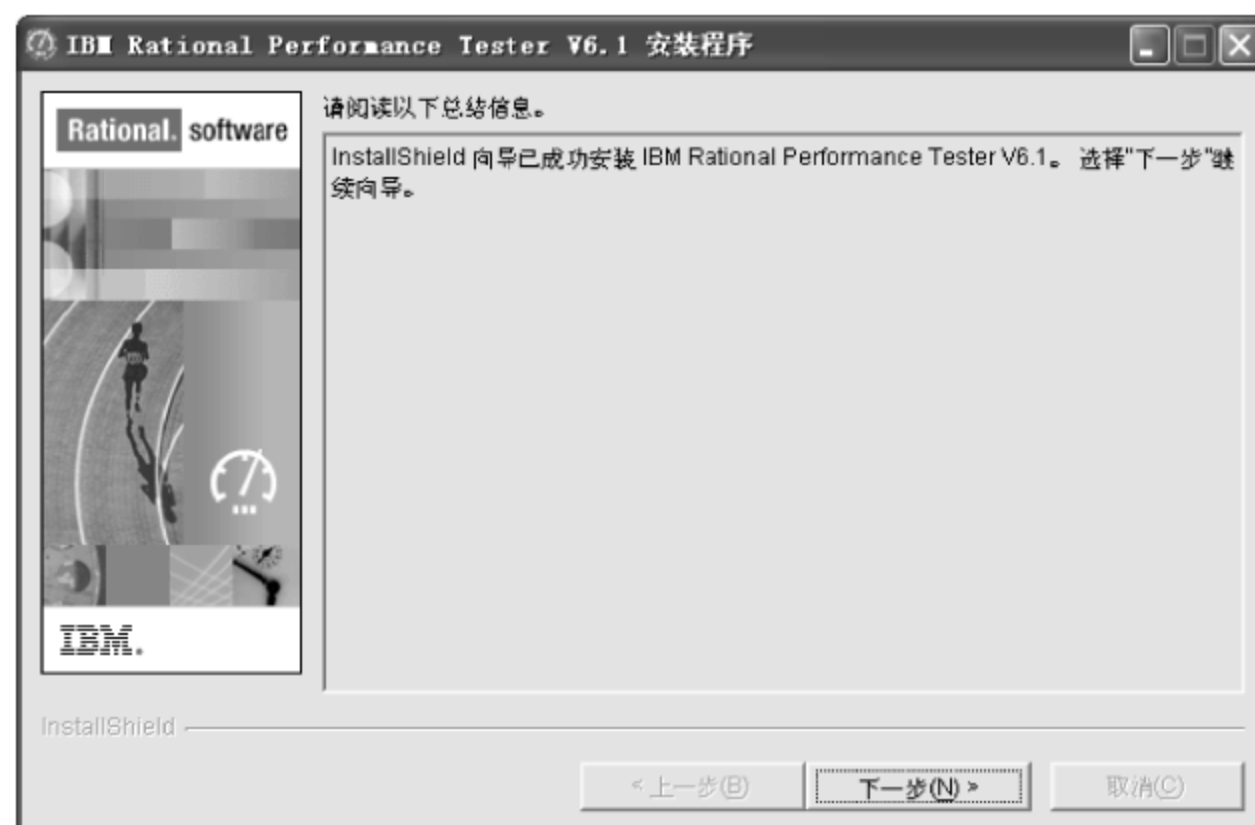 IBM Rational Performance Tester V6.1 安装程序
Rational. software
请阅读以下总结信息。
InstallShield 向导已成功安装 IBM Rational Performance Tester V6.1。 选择"下一步"继
续向导。
IBM.
InstallShield
< 上一步(B)
下一步(N) >
取消(C)